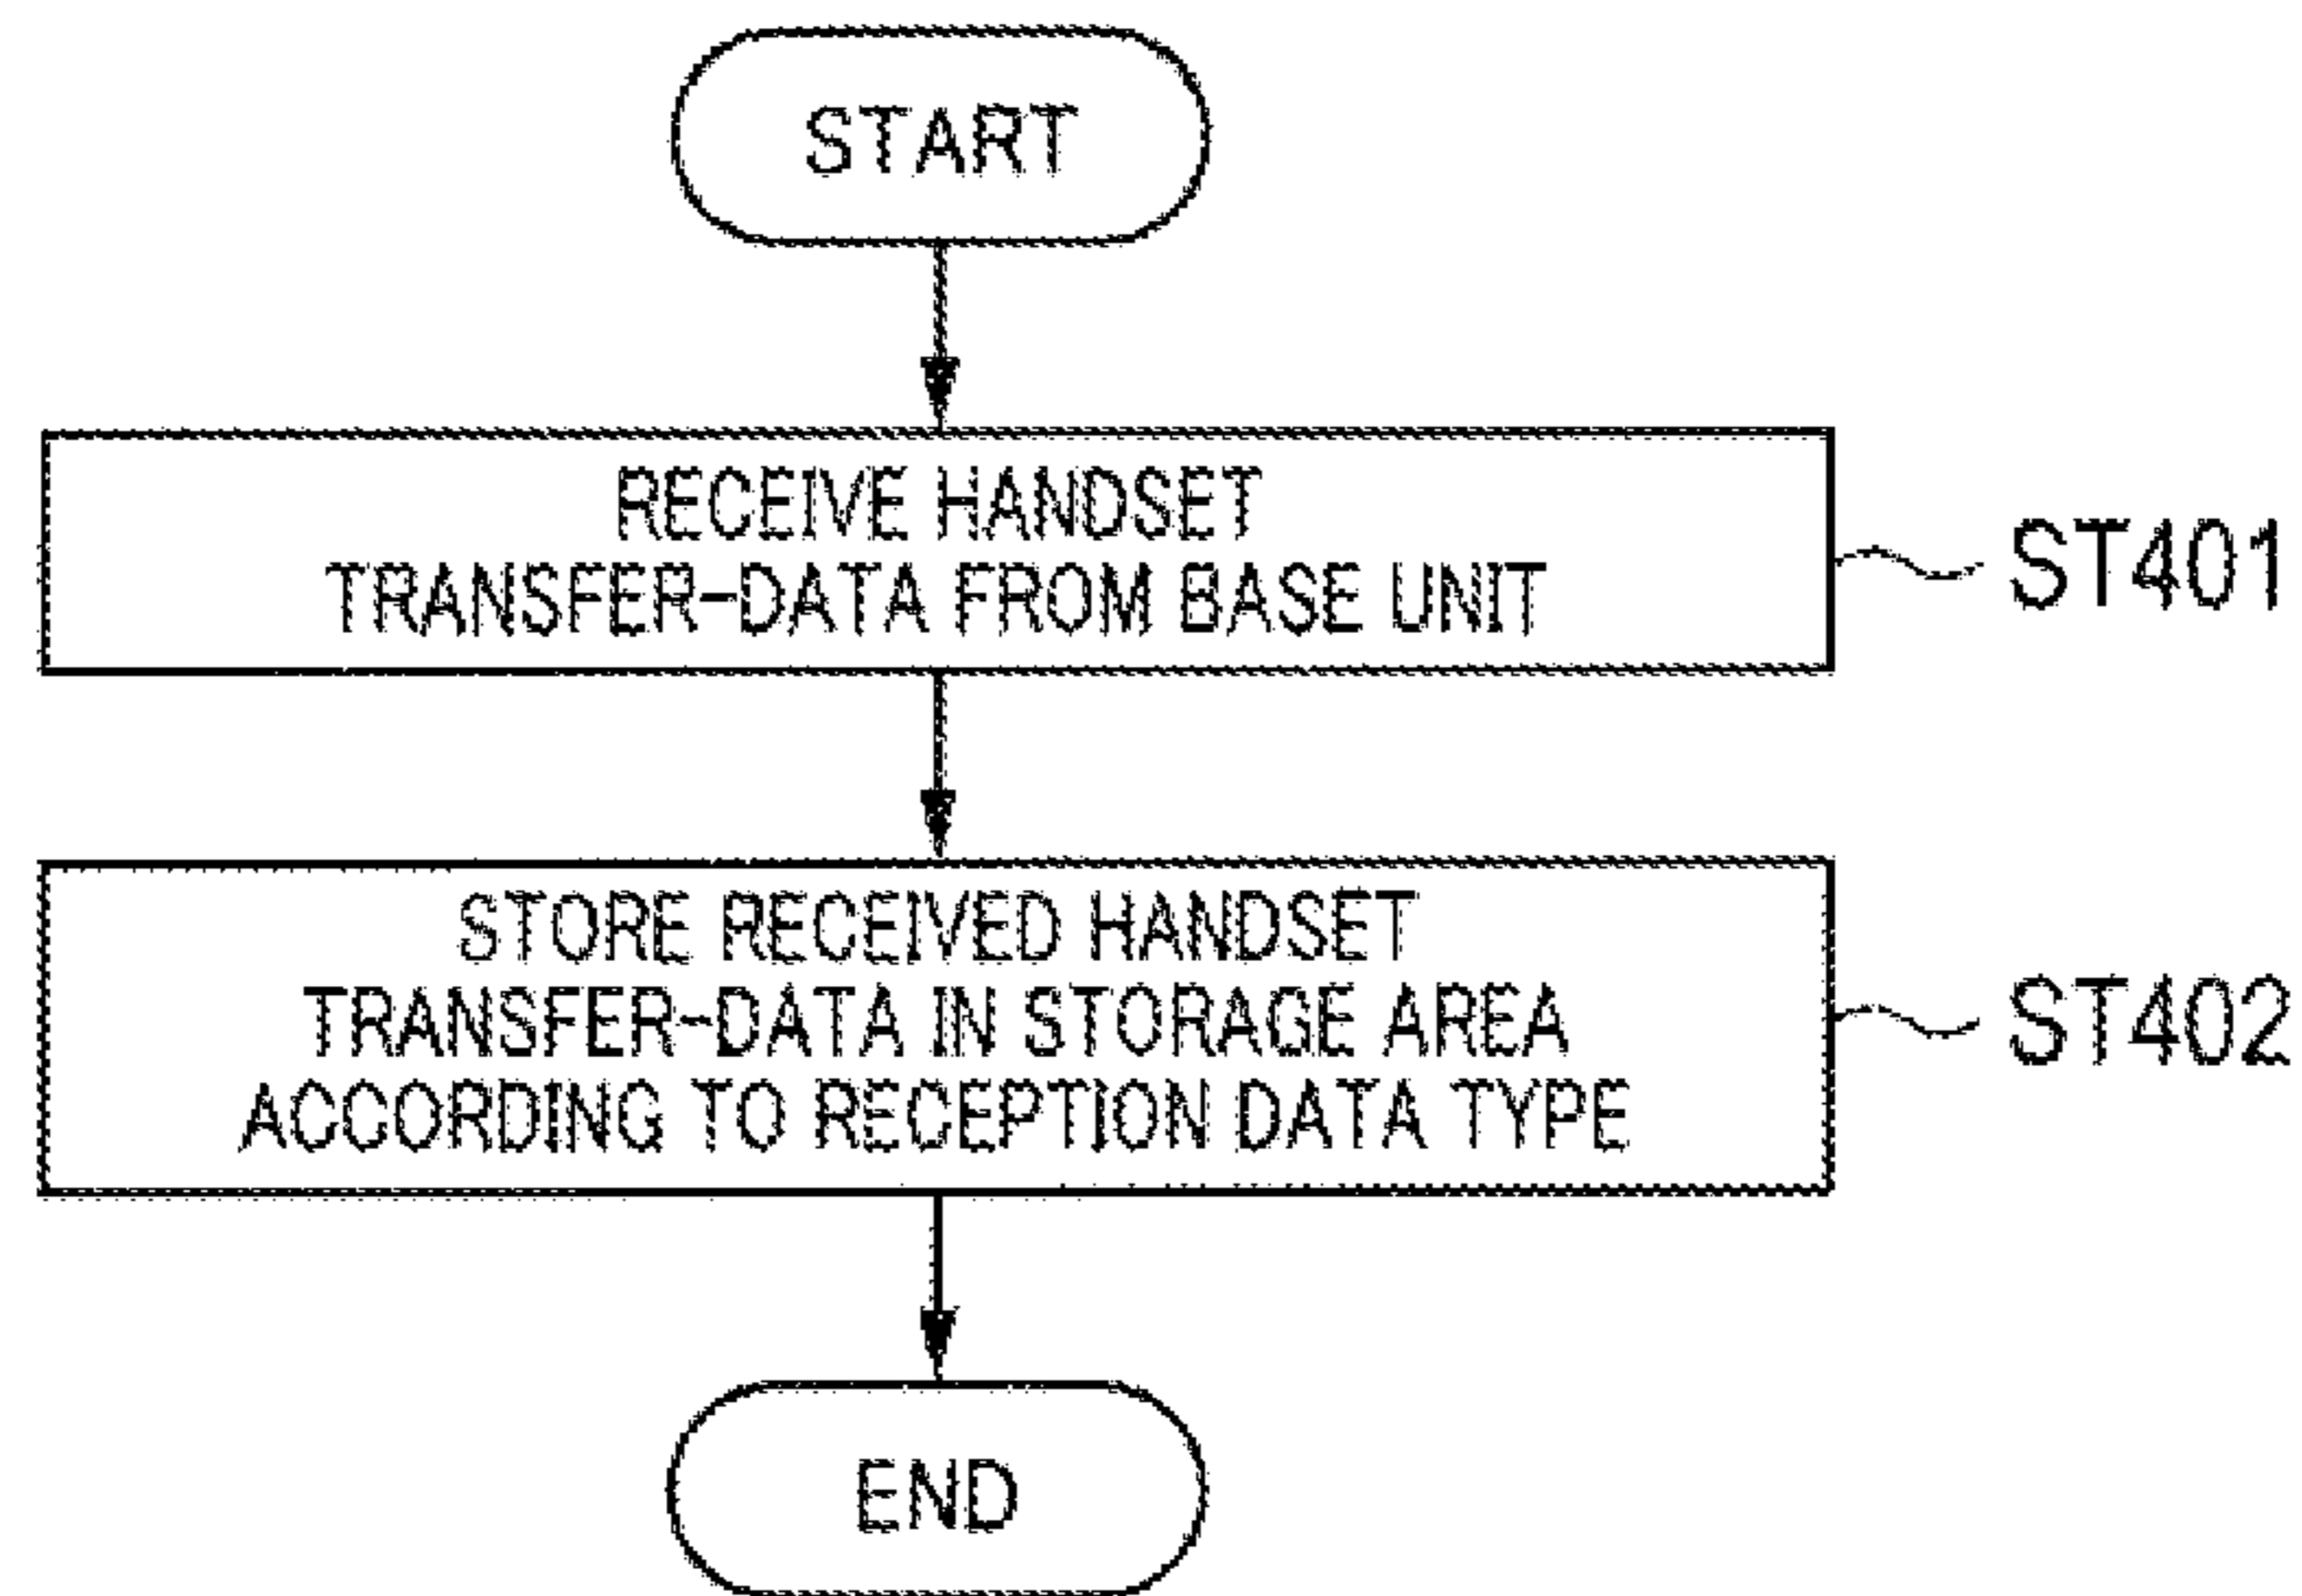 START
RECEIVE HANDSET
TRANSFER-DATA FROM BASE UNIT
ST401
STORE RECEIVED HANDSET
TRANSFER-DATA IN STORAGE AREA
ACCORDING TO RECEPTION DATA TYPE
ST402
END